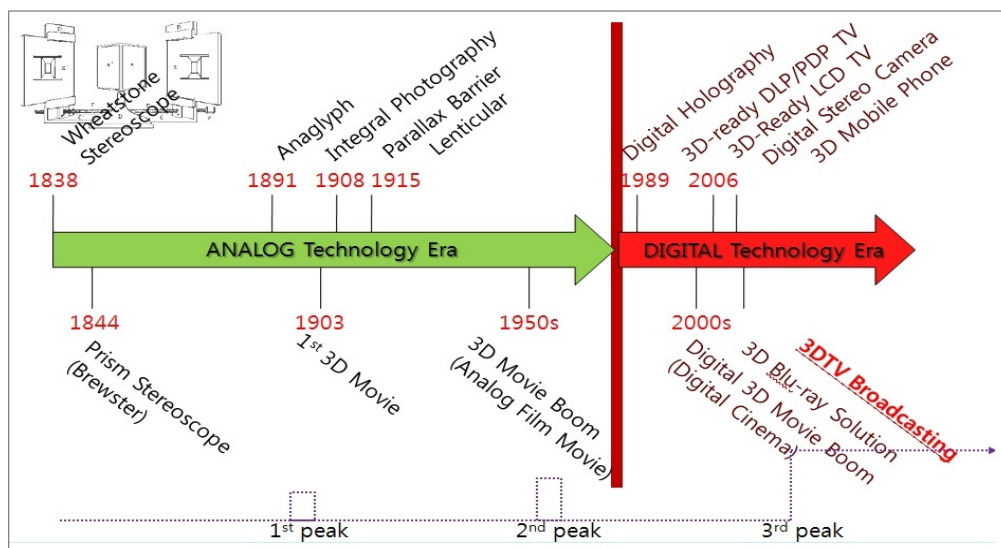 Wheatstone
Stereoscope
Anaglyph
Integral Photography
Parallax Barrier
Lenticular
Digital Holography
3D-ready DLP/PDP TV
3D-Ready LCD TV
Digital Stereo Camera
3D Mobile Phone
1838
1891
1908
1915
1989
2006
ANALOG Technology Era
DIGITAL Technology Era
1844
1903
1950s
2000s
Prism Stereoscope
(Brewster)
1st 3D Movie
3D Movie Boom
(Analog Film Movie)
Digital 3D Movie Boom
(Digital Cinema)
3D Blu-ray Solution
3DTV Broadcasting
1st peak
2nd peak
3rd peak